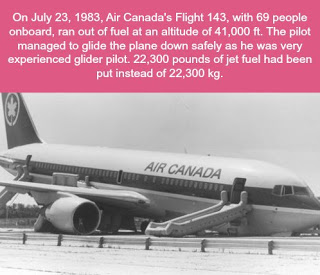 On July 23, 1983, Air Canada's Flight 143, with 69 people
onboard, ran out of fuel at an altitude of 41,000 ft. The pilot
managed to glide the plane down safely as he was very
experienced glider pilot. 22,300 pounds of jet fuel had been
put instead of 22,300 kg.
AIR CANADA